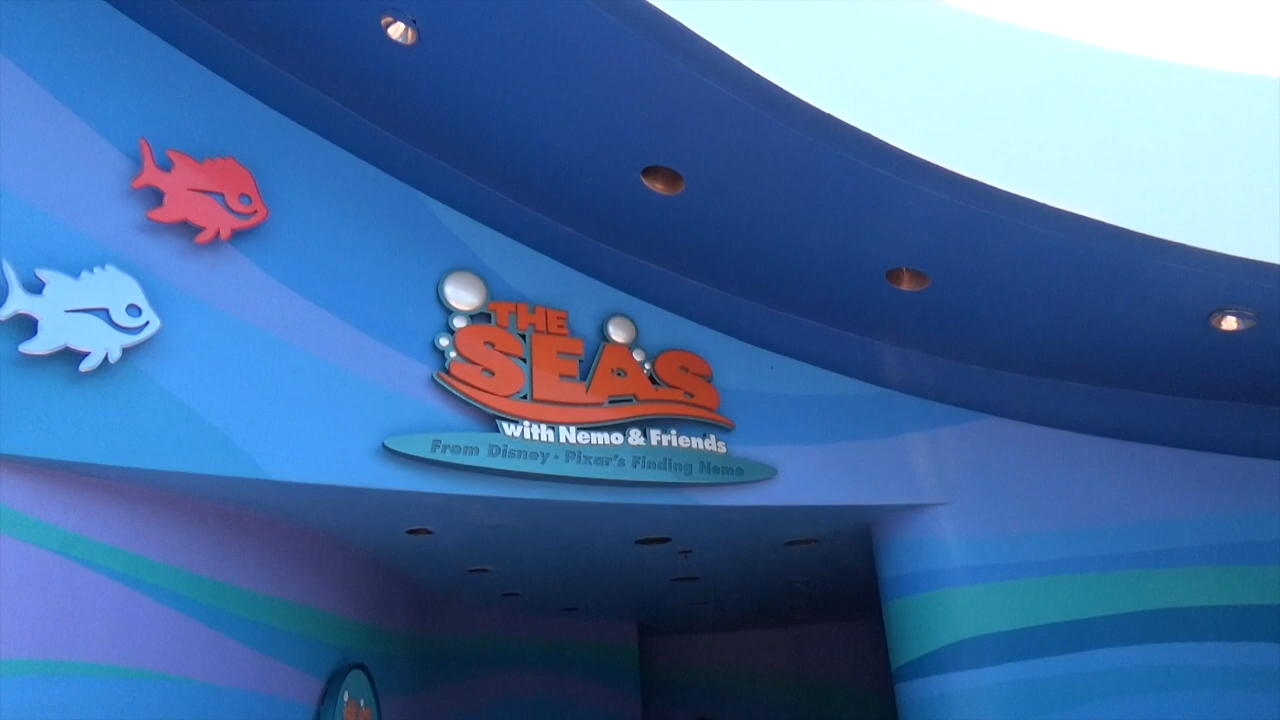 THE
SEAS
with Nemo & Friends
From Disney • Pixar's Finding Nemo